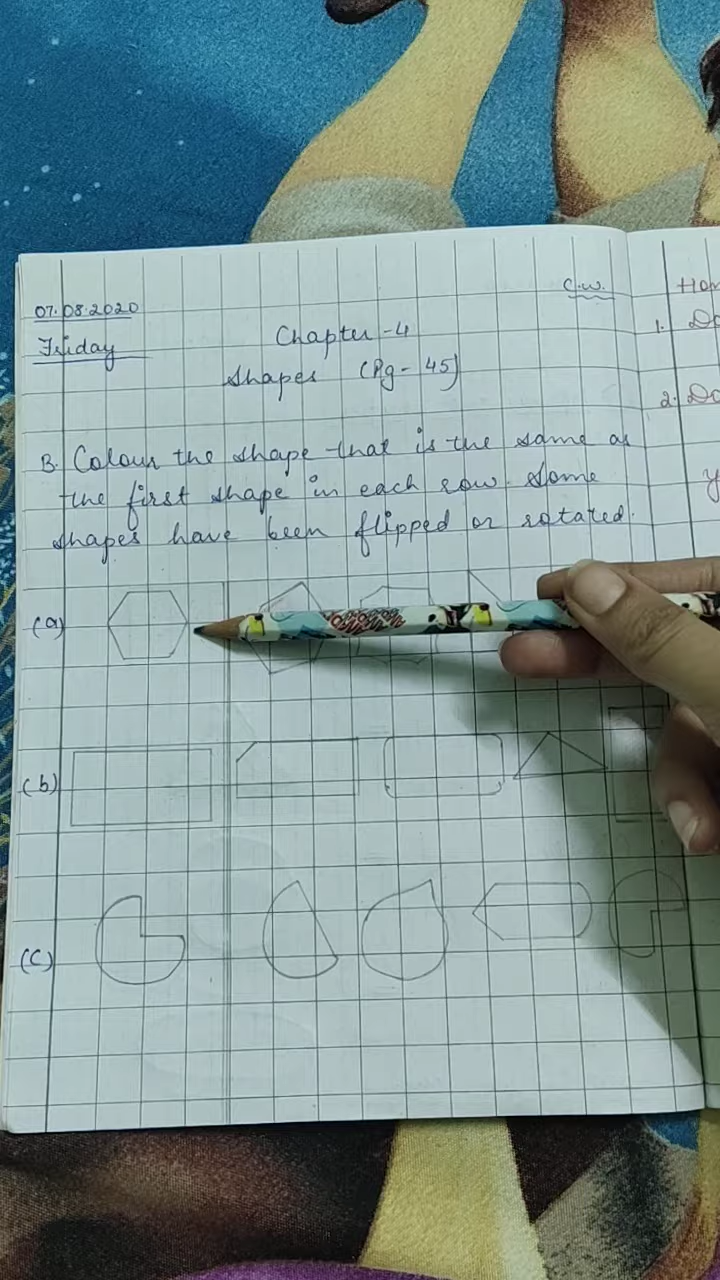 07.08.2020
C.W.
Friday
Chapter-4
Shapes (Pg-45)
B. Colour the shape that is the same as
the first shape in each row. Some
shapes have been flipped or rotated.
(a)
(b)
(c)
1.
2.